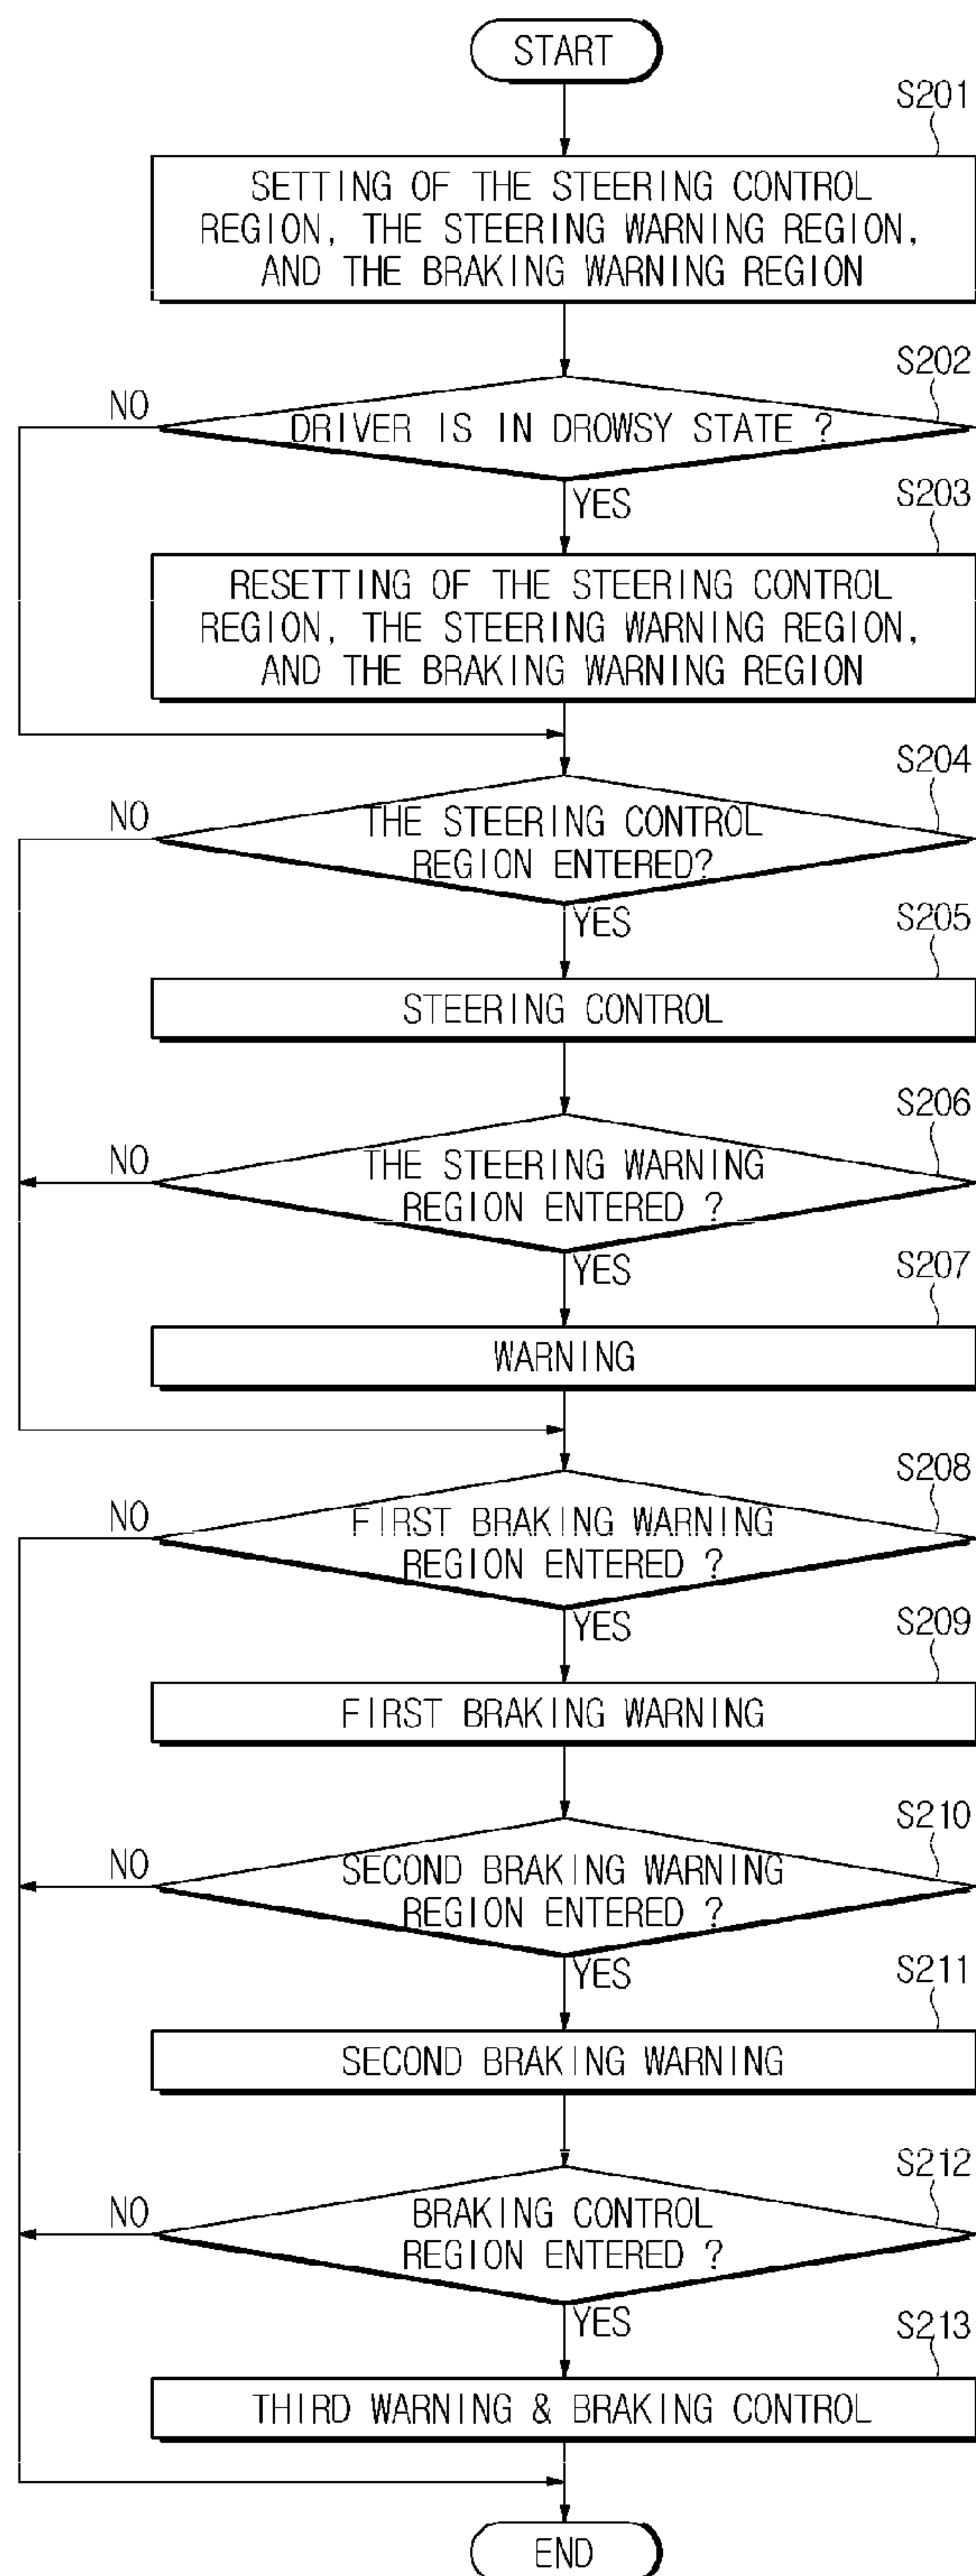 START
S201
SETTING OF THE STEERING CONTROL
REGION, THE STEERING WARNING REGION,
AND THE BRAKING WARNING REGION
S202
NO
DRIVER IS IN DROWSY STATE ?
YES
S203
RESETTING OF THE STEERING CONTROL
REGION, THE STEERING WARNING REGION,
AND THE BRAKING WARNING REGION
S204
NO
THE STEERING CONTROL
REGION ENTERED?
YES
S205
STEERING CONTROL
S206
NO
THE STEERING WARNING
REGION ENTERED ?
YES
S207
WARNING
S208
NO
FIRST BRAKING WARNING
REGION ENTERED ?
YES
S209
FIRST BRAKING WARNING
S210
NO
SECOND BRAKING WARNING
REGION ENTERED ?
YES
S211
SECOND BRAKING WARNING
S212
NO
BRAKING CONTROL
REGION ENTERED ?
YES
S213
THIRD WARNING & BRAKING CONTROL
END